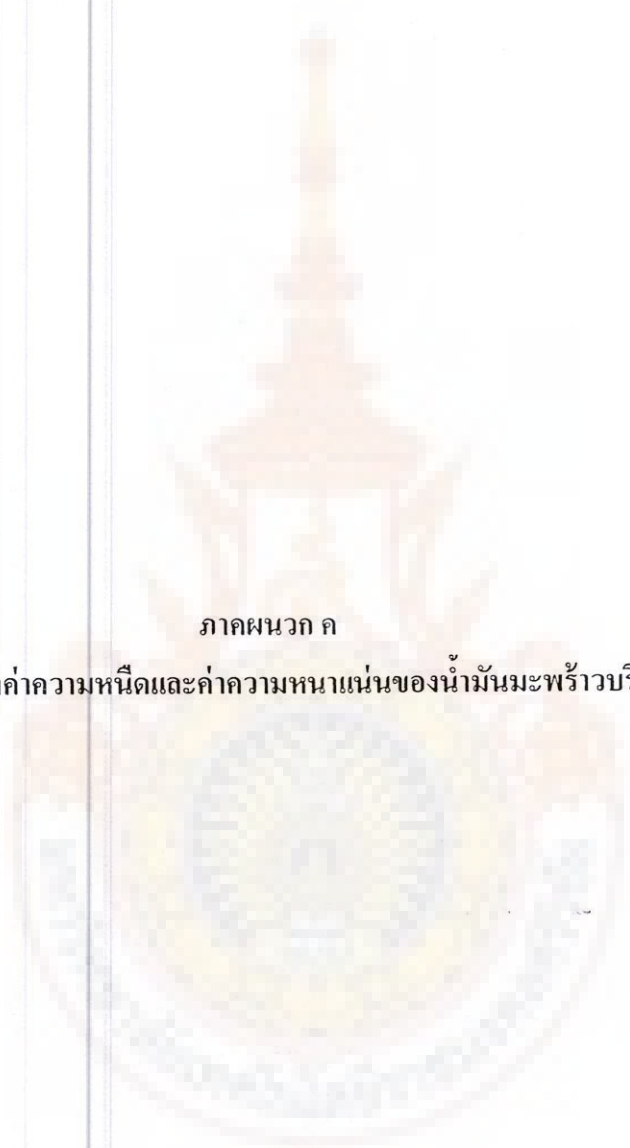 ภาคผนวก ค
ค่าความหนืดและค่าความหนาแน่นของน้ำมันมะพร้าวบริ